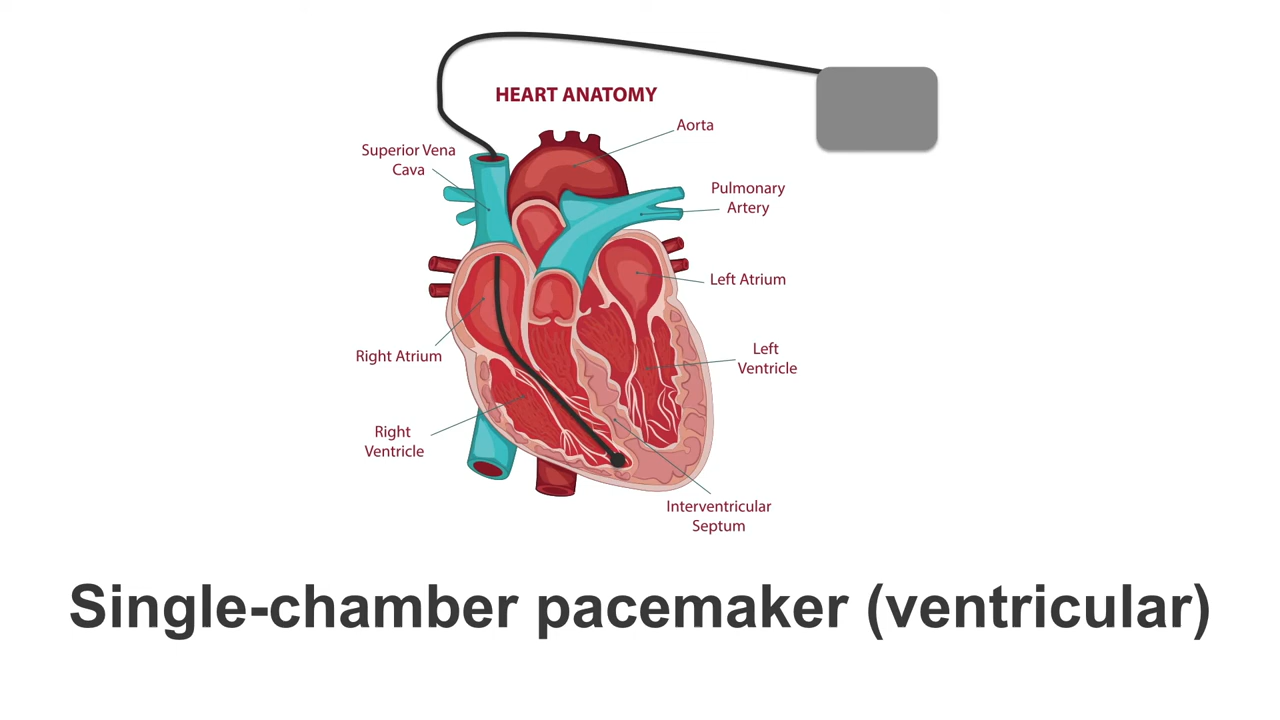 HEART ANATOMY
Aorta
Superior Vena
Cava
Pulmonary
Artery
Left Atrium
Right Atrium
Left
Ventricle
Right
Ventricle
Interventricular
Septum
Single-chamber pacemaker (ventricular)